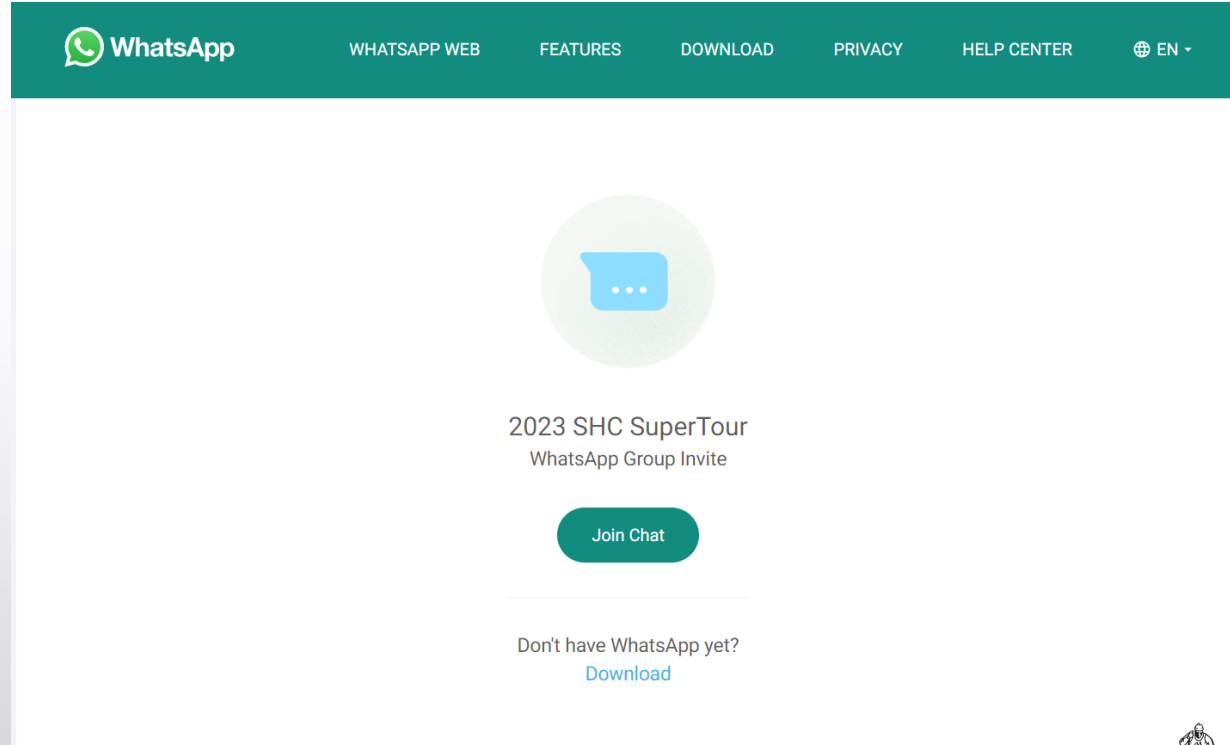 WhatsApp
WHATSAPP WEB
FEATURES
DOWNLOAD
PRIVACY
HELP CENTER
EN
2023 SHC SuperTour
WhatsApp Group Invite
Join Chat
Don't have WhatsApp yet?
Download